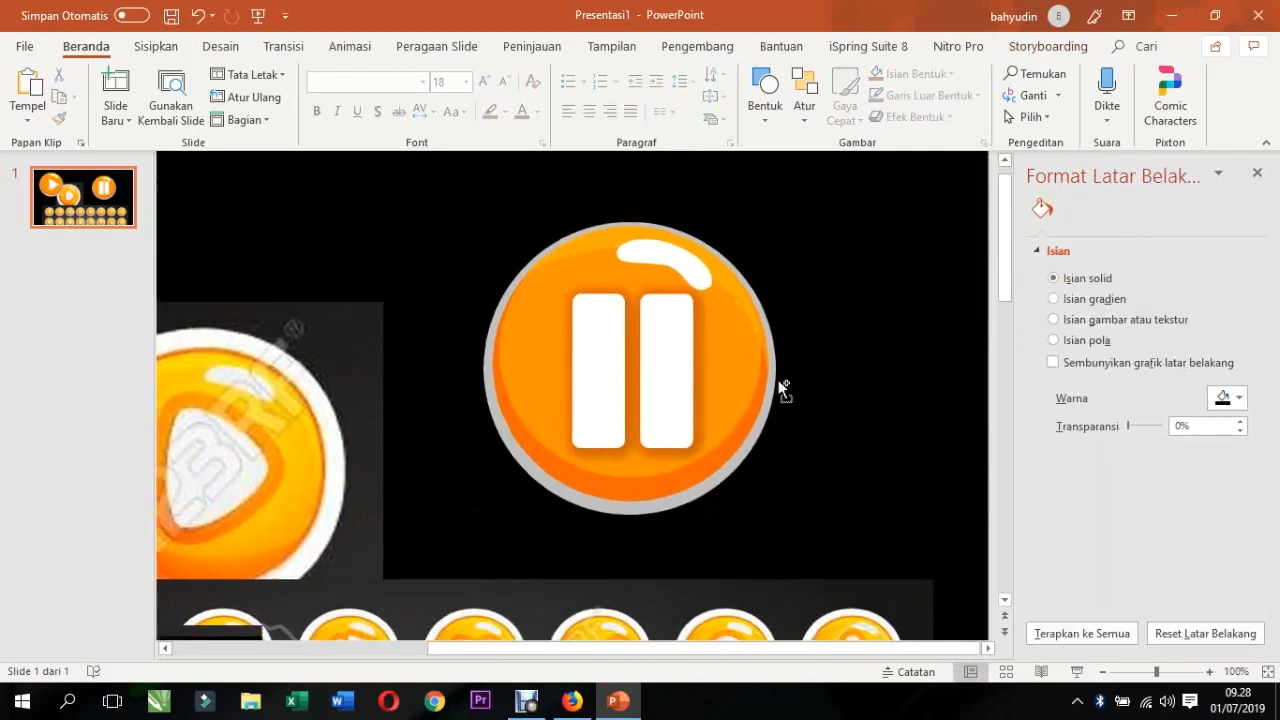 Simpan Otomatis
Presentasi1 - PowerPoint
bahyudin
B
File
Beranda
Sisipkan
Desain
Transisi
Animasi
Peragaan Slide
Peninjauan
Tampilan
Pengembang
Bantuan
iSpring Suite 8
Nitro Pro
Storyboarding
Cari
Tempel
Slide Baru
Gunakan Kembali Slide
Tata Letak
Atur Ulang
Bagian
18
Bentuk
Atur
Gaya Cepat
Isian Bentuk
Garis Luar Bentuk
Efek Bentuk
Temukan
Ganti
Pilih
Dikte
Comic Characters
Papan Klip
Slide
Font
Paragraf
Gambar
Pengeditan
Suara
Pixton
1
Format Latar Belak...
Isian
Isian solid
Isian gradien
Isian gambar atau tekstur
Isian pola
Sembunyikan grafik latar belakang
Warna
Transparansi
0%
Terapkan ke Semua
Reset Latar Belakang
Slide 1 dari 1
Catatan
100%
09.28
01/07/2019